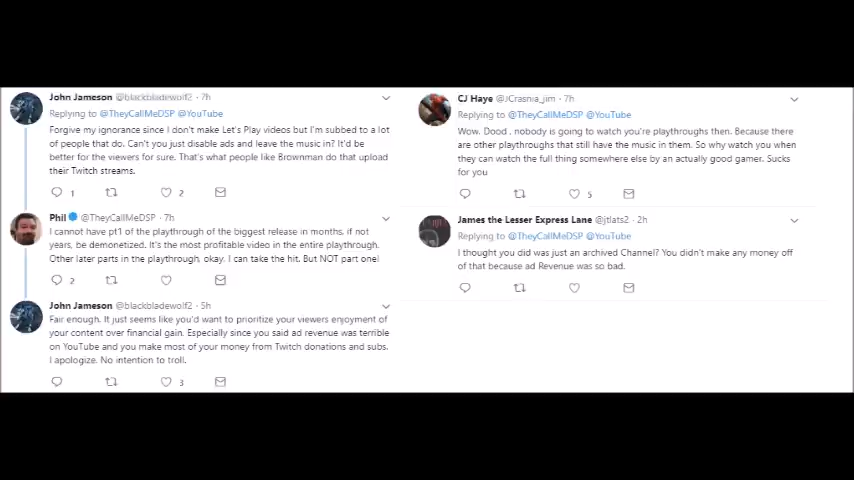 John Jameson @blackbladewolf2 · 7h
Replying to @TheyCallMeDSP @YouTube
Forgive my ignorance since I don't make Let's Play videos but I'm subbed to a lot
of people that do. Can't you just disable ads and leave the music in? It'd be
better for the viewers for sure. That's what people like Brownman do that upload
their Twitch streams.
1 2
Phil @TheyCallMeDSP · 7h
I cannot have pt1 of the playthrough of the biggest release in months, if not
years, be demonetized. It's the most profitable video in the entire playthrough.
Other later parts in the playthrough, okay. I can take the hit. But NOT part one!
2
John Jameson @blackbladewolf2 · 5h
Fair enough. It just seems like you'd want to prioritize your viewers enjoyment of
your content over financial gain. Especially since you said ad revenue was terrible
on YouTube and you make most of your money from Twitch donations and subs.
I apologize. No intention to troll.
3
CJ Haye @JCrasnia_jim · 7h
Replying to @TheyCallMeDSP @YouTube
Wow. Dood , nobody is going to watch you're playthroughs then. Because there
are other playthroughs that still have the music in them. So why watch you when
they can watch the full thing somewhere else by an actually good gamer. Sucks
for you
5
James the Lesser Express Lane @jtlats2 · 2h
Replying to @TheyCallMeDSP @YouTube
I thought you did was just an archived Channel? You didn't make any money off
of that because ad Revenue was so bad.